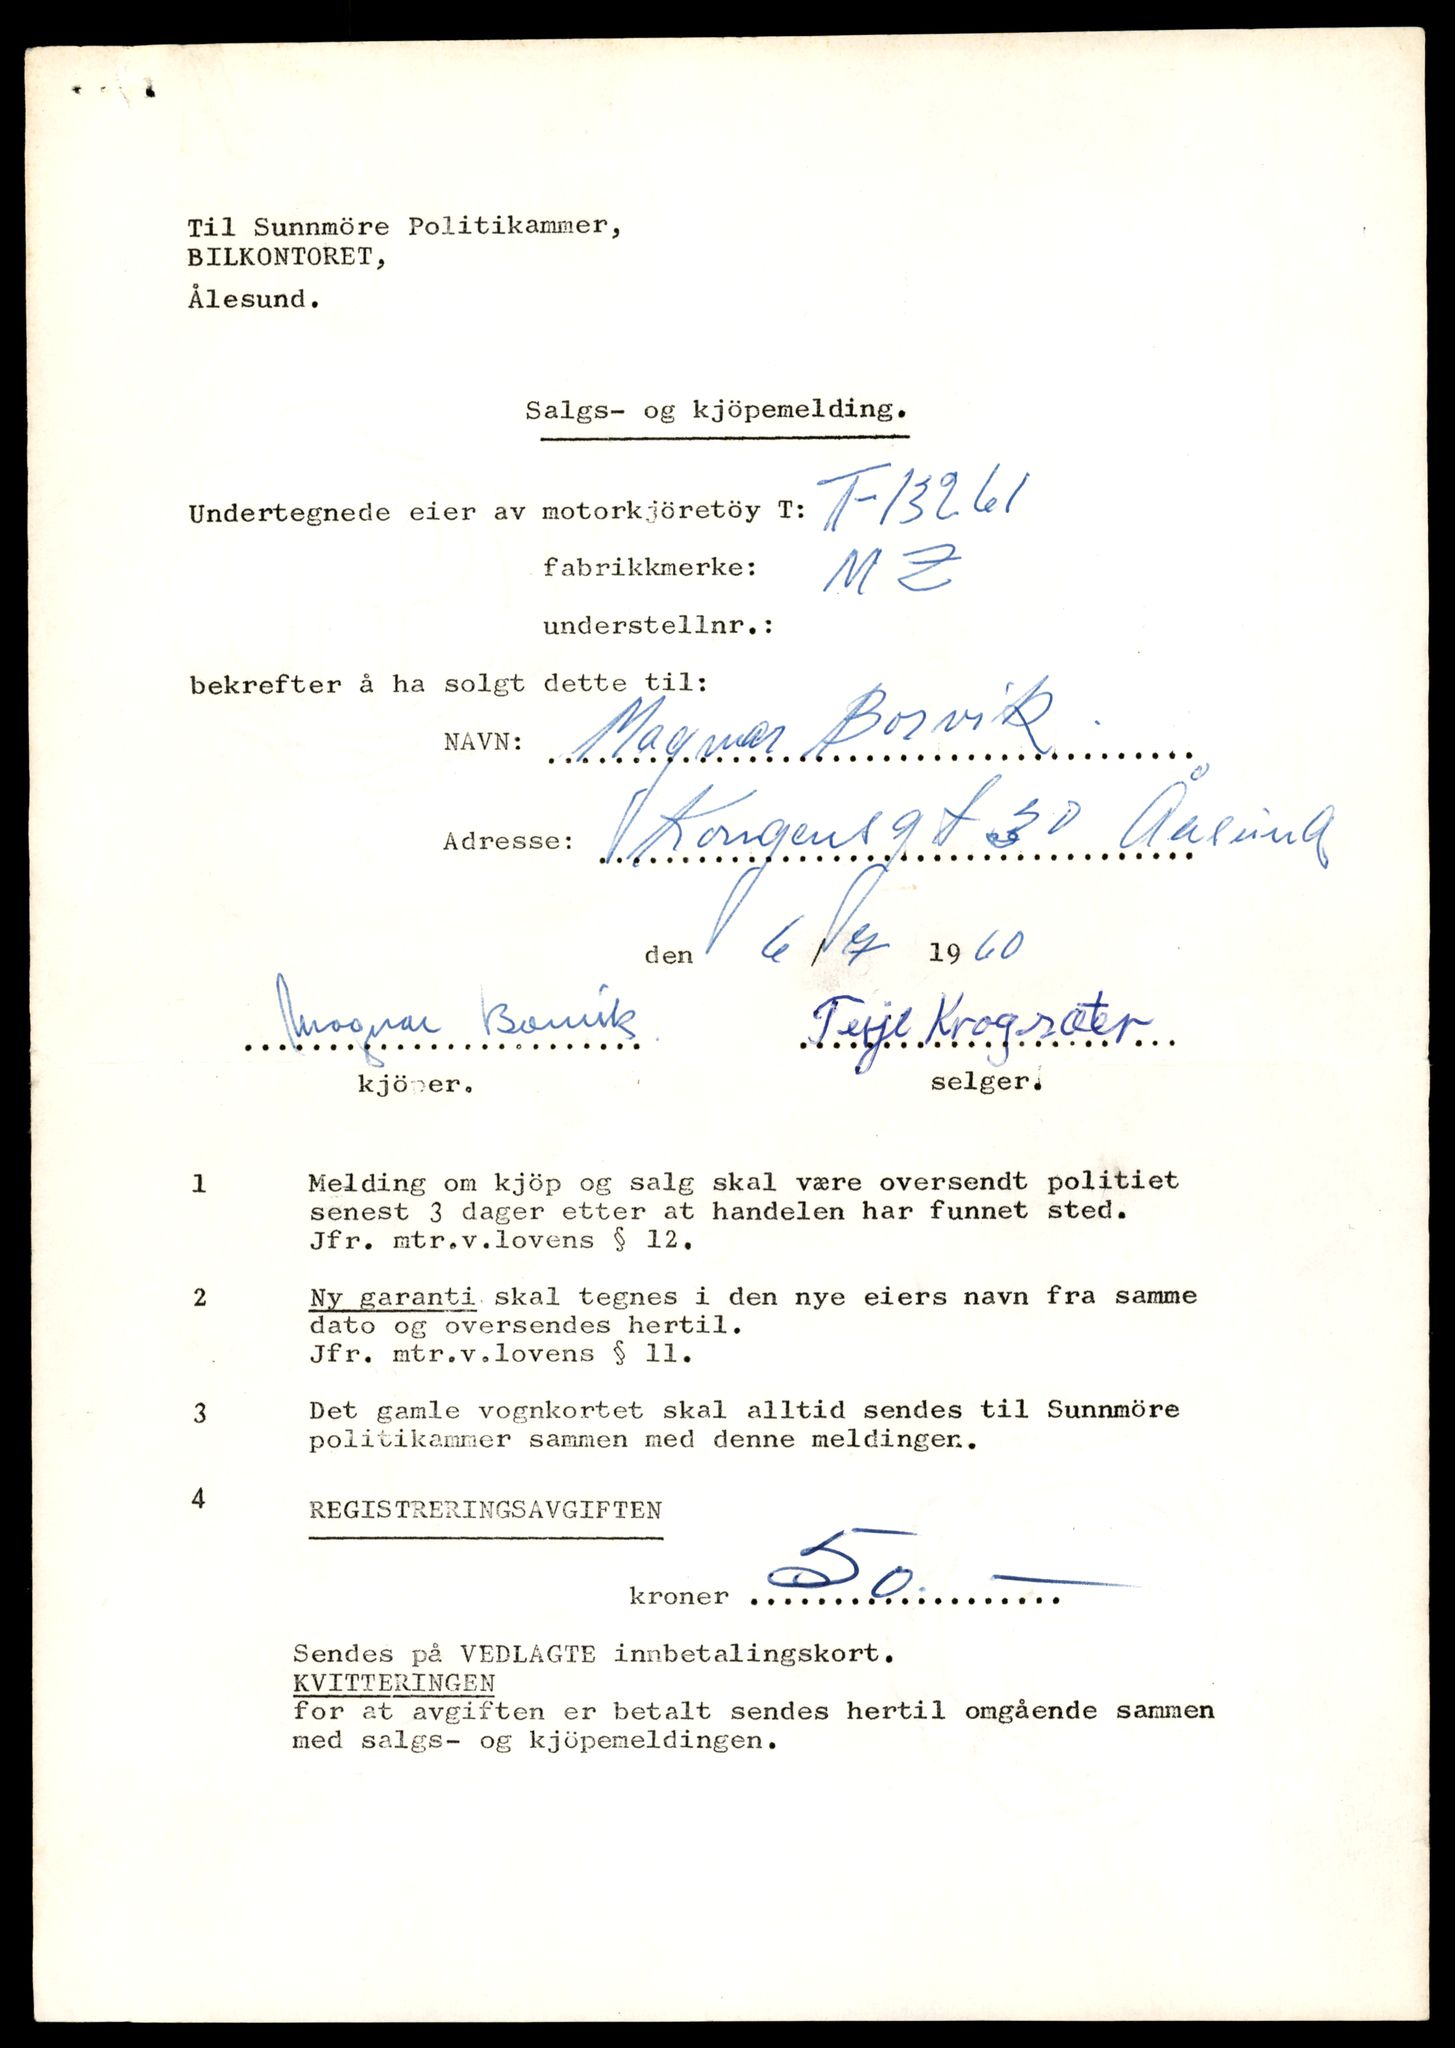 Til Sunnmöre Politikammer,
BILKONTORET,
Ålesund.
Salgs- og kjöpemelding.
Undertegnede eier av motorkjöretöy T: T-13261
fabrikkmerke: MZ
understellnr.:
bekrefter å ha solgt dette til:
NAVN: Magnar Borvik
Adresse: Kongensgt 30 Ålesund
den 6/7 1960
Magnar Borvik Terje Krogsæter
kjöper. selger.
1 Melding om kjöp og salg skal være oversendt politiet
senest 3 dager etter at handelen har funnet sted.
Jfr. mtr.v.lovens § 12.
2 Ny garanti skal tegnes i den nye eiers navn fra samme
dato og oversendes hertil.
Jfr. mtr.v.lovens § 11.
3 Det gamle vognkortet skal alltid sendes til Sunnmöre
politikammer sammen med denne meldingen.
4 REGISTRERINGSAVGIFTEN
kroner 50.—
Sendes på VEDLAGTE innbetalingskort.
KVITTERINGEN
for at avgiften er betalt sendes hertil omgående sammen
med salgs- og kjöpemeldingen.